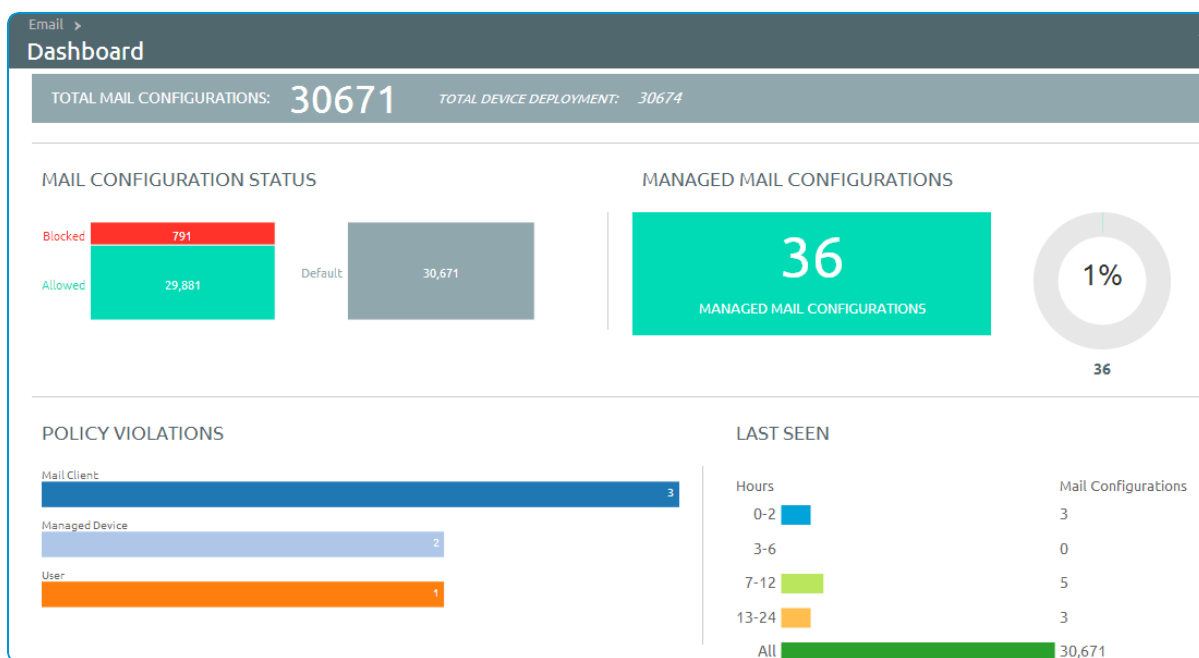 Email >
Dashboard
TOTAL MAIL CONFIGURATIONS: 30671 TOTAL DEVICE DEPLOYMENT: 30674
MAIL CONFIGURATION STATUS
Blocked 791
Allowed 29,881
Default 30,671
MANAGED MAIL CONFIGURATIONS
36
MANAGED MAIL CONFIGURATIONS
1%
36
POLICY VIOLATIONS
Mail Client
3
Managed Device
2
User
1
LAST SEEN
Hours Mail Configurations
0-2 3
3-6 0
7-12 5
13-24 3
All 30,671